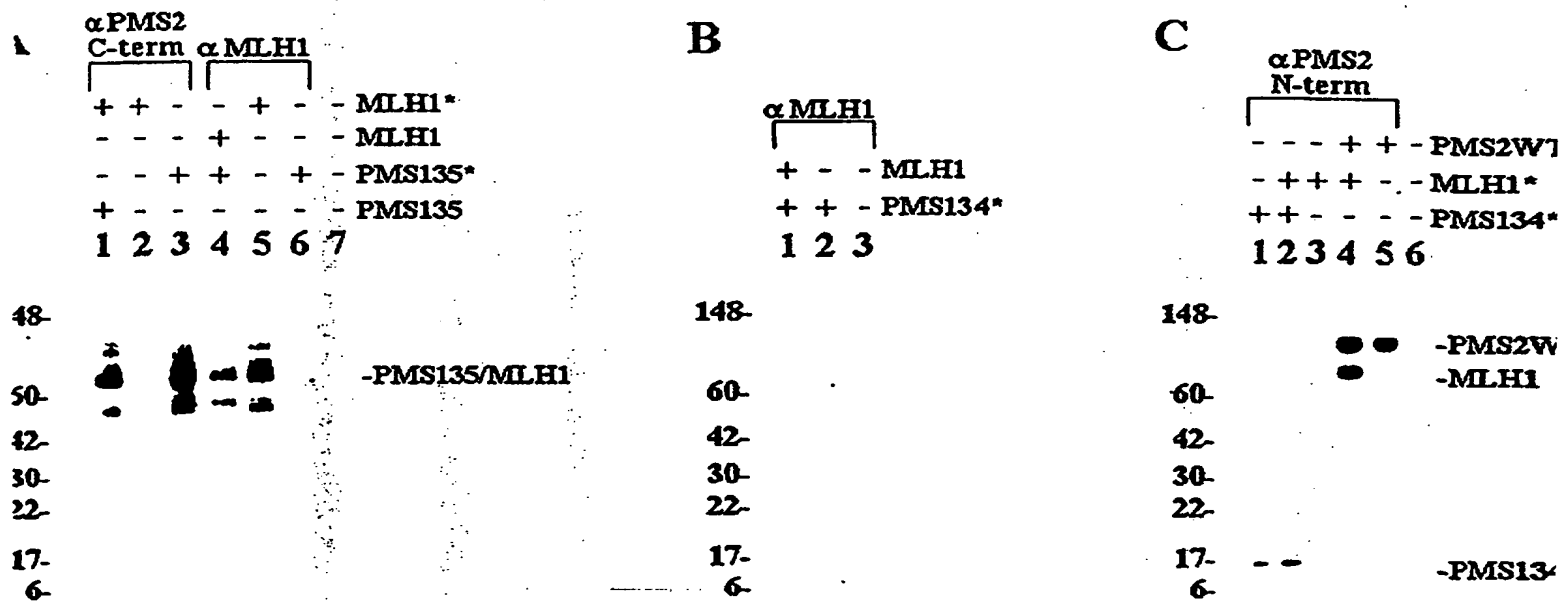 αPMS2
C-term αMLH1
+ + - - + - - MLH1*
- - - + - - - MLH1
- - + + - + - PMS135*
+ - - - - - - PMS135
1 2 3 4 5 6 7
48-
50-
42-
30-
22-
17-
6-
-PMS135/MLH1
B
αMLH1
+ - - MLH1
+ + - PMS134*
1 2 3
148-
60-
42-
30-
22-
17-
6-
C
αPMS2
N-term
- - - + + - PMS2WT
- + + + - - MLH1*
+ + - - - - PMS134*
1 2 3 4 5 6
148-
60-
42-
30-
22-
17-
6-
-PMS2W
-MLH1
-PMS13